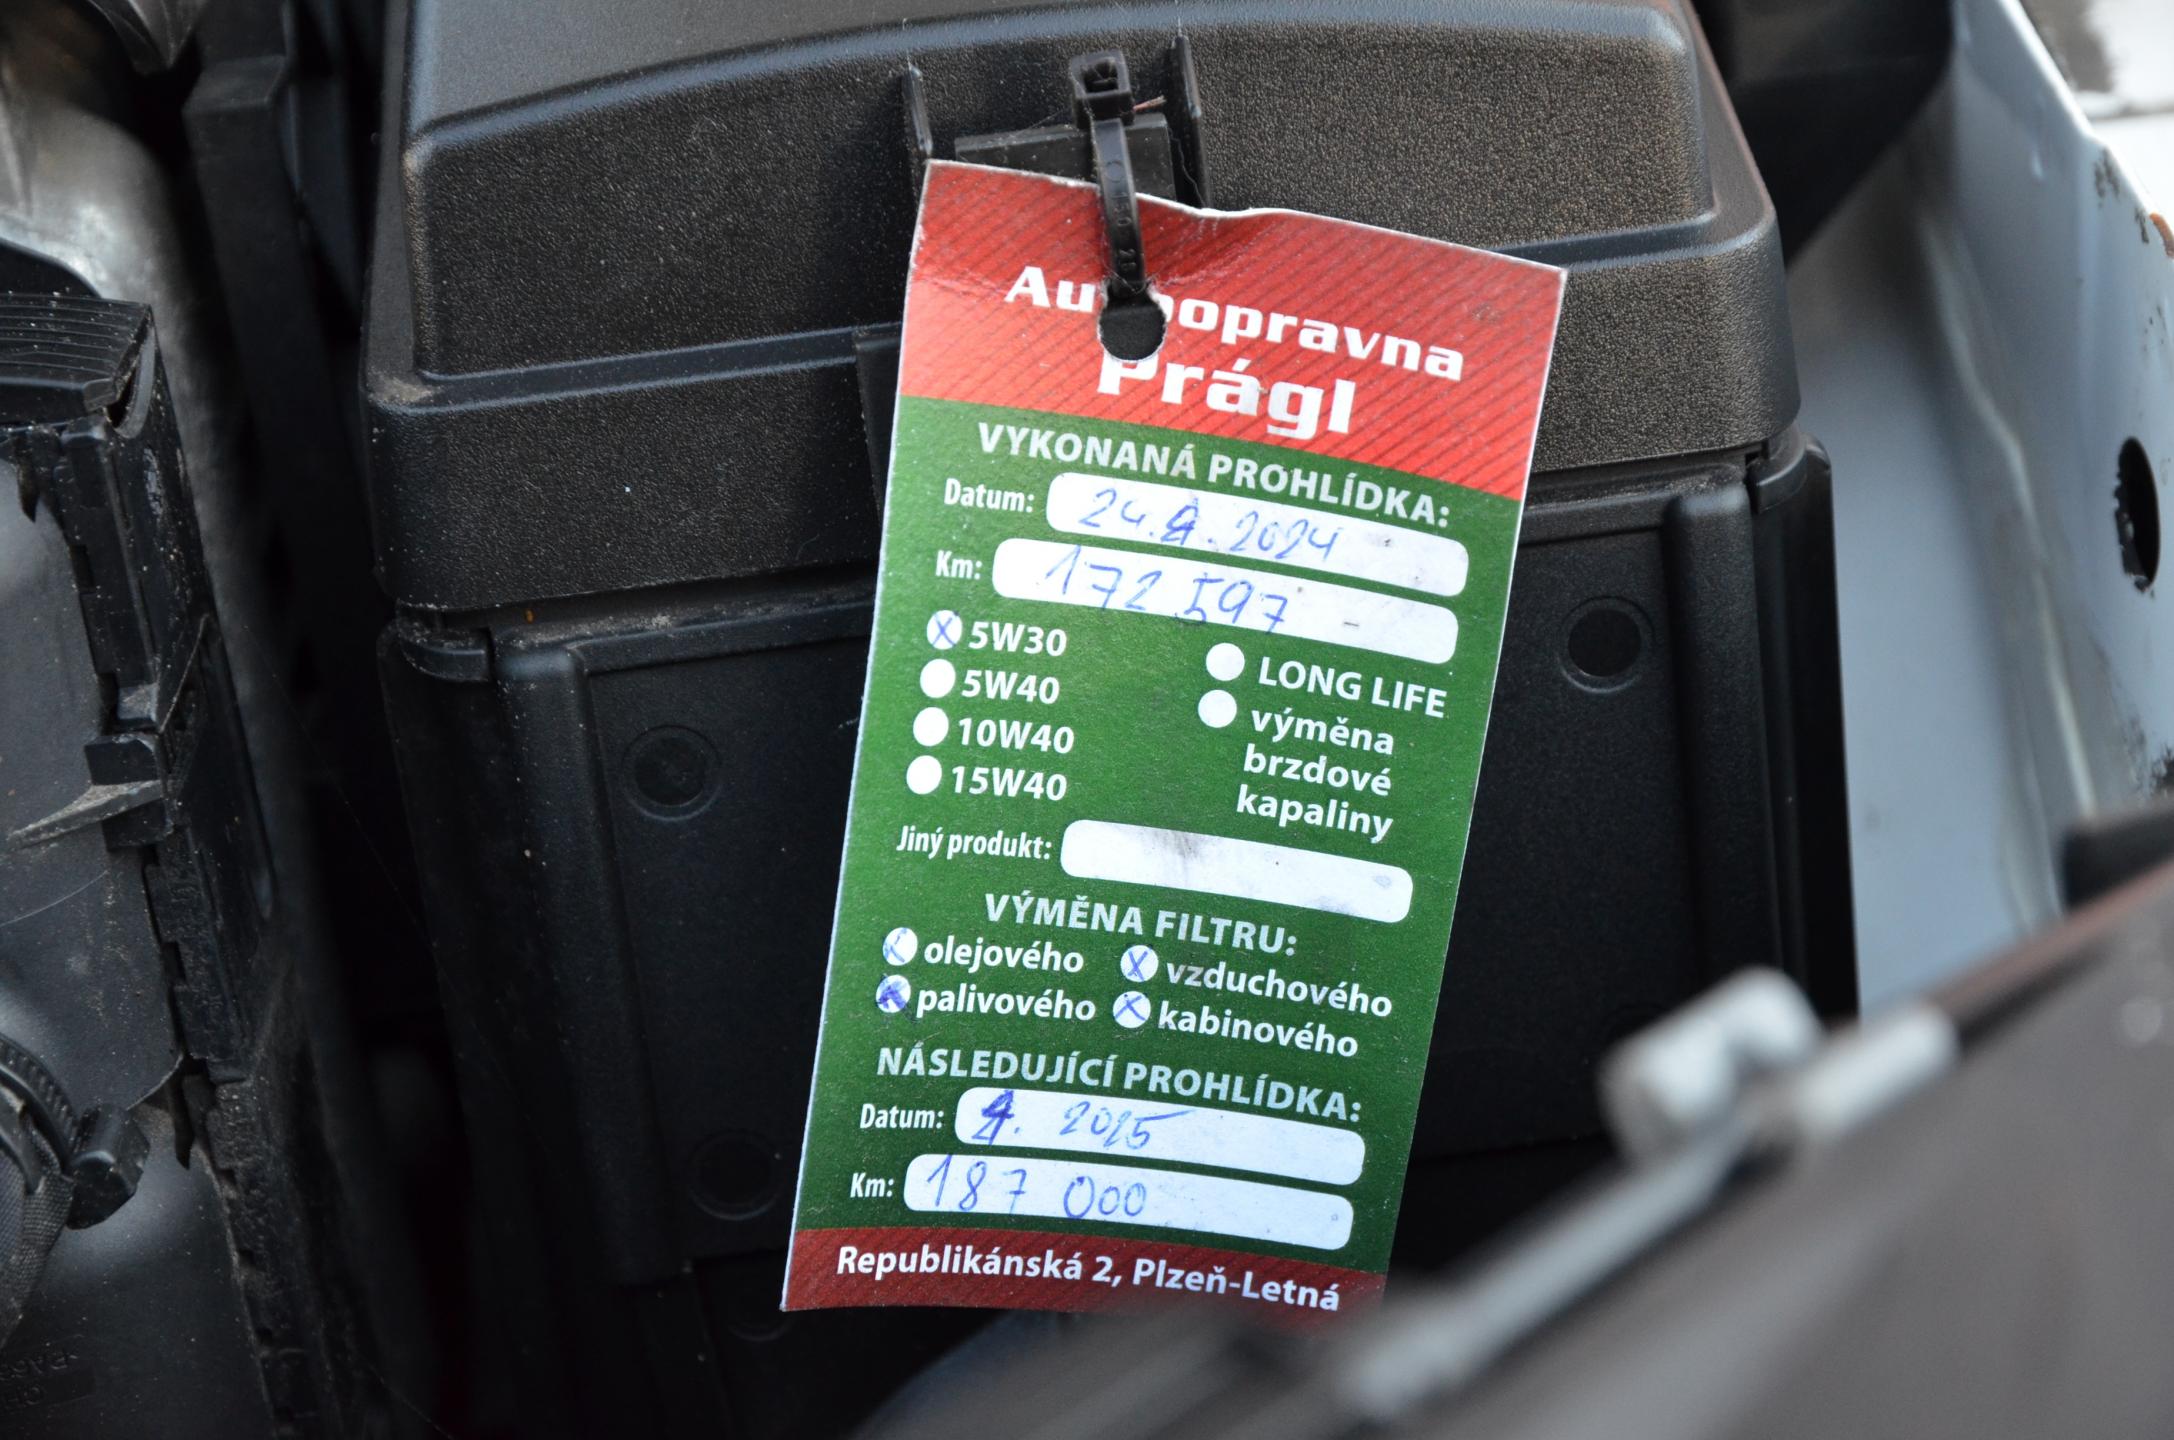 Autoopravna
Prágl
VYKONANÁ PROHLÍDKA:
Datum: 24.4.2024
Km: 172 597 -
5W30
5W40
10W40
15W40
LONG LIFE
výměna
brzdové
kapaliny
Jiný produkt:
VÝMĚNA FILTRU:
olejového
vzduchového
palivového
kabinového
NÁSLEDUJÍCÍ PROHLÍDKA:
Datum: 4. 2025
Km: 187 000
Republikánská 2, Plzeň-Letná